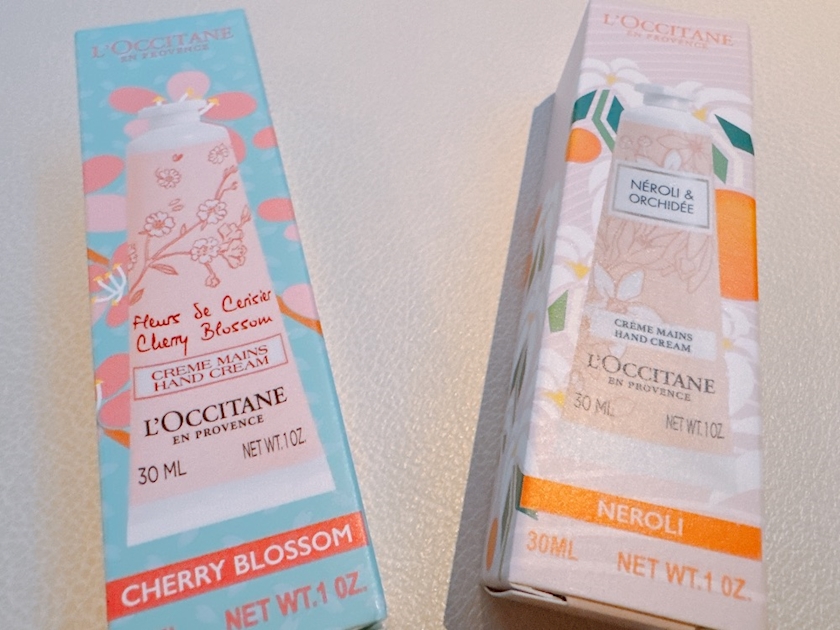 L'OCCITANE
EN PROVENCE
Fleurs de Cerisier
Cherry Blossom
CREME MAINS
HAND CREAM
L'OCCITANE
EN PROVENCE
30 ML NET WT.1 OZ.
CHERRY BLOSSOM
NET WT.1 OZ.
L'OCCITANE
EN PROVENCE
NÉROLI &
ORCHIDÉE
CRÈME MAINS
HAND CREAM
L'OCCITANE
EN PROVENCE
30 ML NET WT.1 OZ.
NEROLI
30ML NET WT.1 OZ.